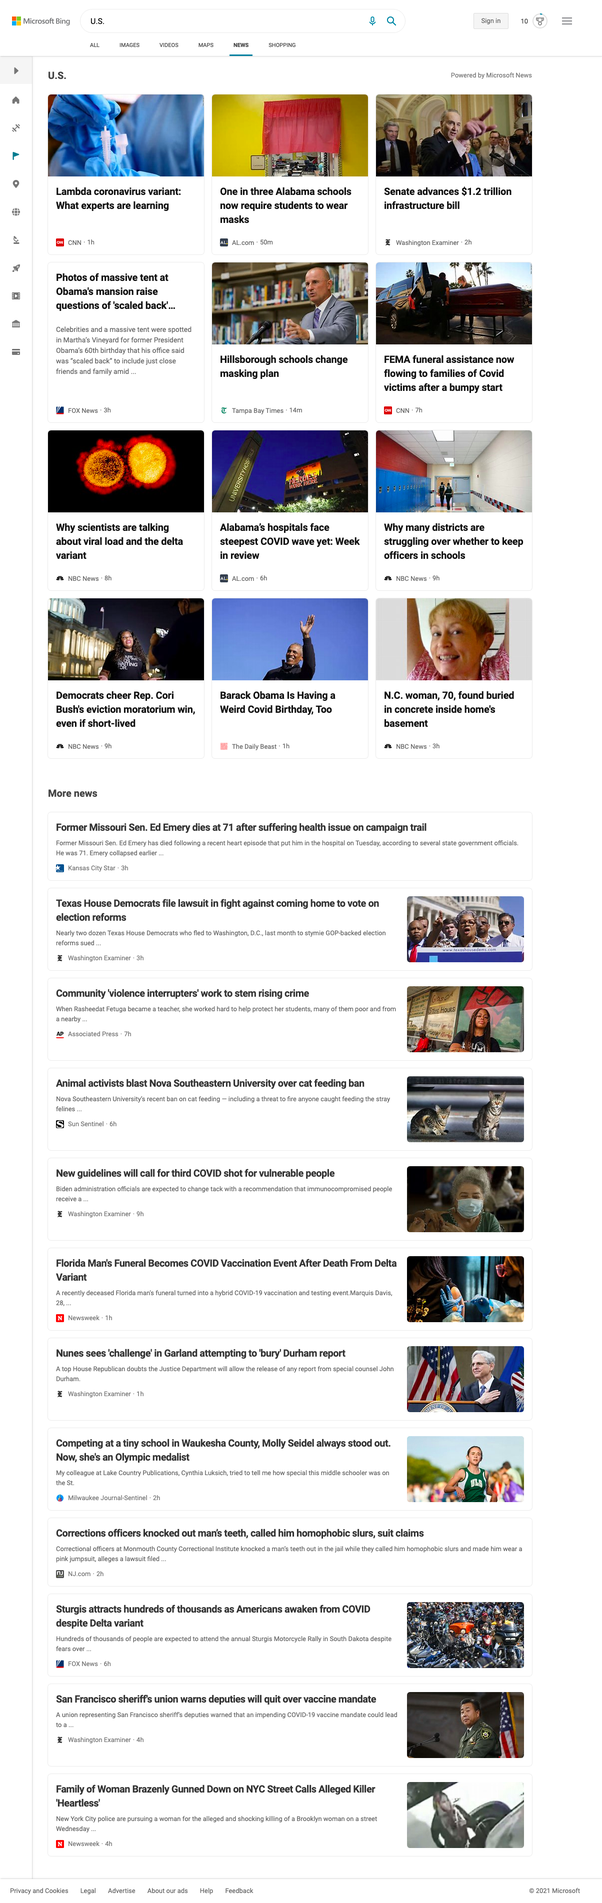 Microsoft Bing
U.S.
Sign in
10
ALL
IMAGES
VIDEOS
MAPS
NEWS
SHOPPING
U.S.
Powered by Microsoft News
Lambda coronavirus variant:
What experts are learning
CNN · 1h
One in three Alabama schools
now require students to wear
masks
AL.com · 50m
Senate advances $1.2 trillion
infrastructure bill
Washington Examiner · 2h
Photos of massive tent at
Obama's mansion raise
questions of 'scaled back'...
Celebrities and a massive tent were spotted
in Martha's Vineyard for former President
Obama's 60th birthday that his office said
was "scaled back" to include just close
friends and family amid ...
FOX News · 3h
Hillsborough schools change
masking plan
Tampa Bay Times · 14m
FEMA funeral assistance now
flowing to families of Covid
victims after a bumpy start
CNN · 7h
Why scientists are talking
about viral load and the delta
variant
NBC News · 8h
UNIVERSITY
Alabama's hospitals face
steepest COVID wave yet: Week
in review
AL.com · 6h
Why many districts are
struggling over whether to keep
officers in schools
NBC News · 9h
Democrats cheer Rep. Cori
Bush's eviction moratorium win,
even if short-lived
NBC News · 9h
Barack Obama Is Having a
Weird Covid Birthday, Too
The Daily Beast · 1h
N.C. woman, 70, found buried
in concrete inside home's
basement
NBC News · 3h
More news
Former Missouri Sen. Ed Emery dies at 71 after suffering health issue on campaign trail
Former Missouri Sen. Ed Emery has died following a recent heart episode that put him in the hospital on Tuesday, according to several state government officials.
He was 71. Emery collapsed earlier ...
Kansas City Star · 3h
Texas House Democrats file lawsuit in fight against coming home to vote on
election reforms
Nearly two dozen Texas House Democrats who fled to Washington, D.C., last month to stymie GOP-backed election
reforms sued ...
Washington Examiner · 3h
Community 'violence interrupters' work to stem rising crime
When Rasheedat Fetuga became a teacher, she worked hard to help protect her students, many of them poor and from
a nearby ...
AP Associated Press · 7h
Animal activists blast Nova Southeastern University over cat feeding ban
Nova Southeastern University's recent ban on cat feeding — including a threat to fire anyone caught feeding the stray
felines ...
Sun Sentinel · 6h
New guidelines will call for third COVID shot for vulnerable people
Biden administration officials are expected to change tack with a recommendation that immunocompromised people
receive a ...
Washington Examiner · 9h
Florida Man's Funeral Becomes COVID Vaccination Event After Death From Delta
Variant
A recently deceased Florida man's funeral turned into a hybrid COVID-19 vaccination and testing event.Marquis Davis,
28, ...
N Newsweek · 1h
Nunes sees 'challenge' in Garland attempting to 'bury' Durham report
A top House Republican doubts the Justice Department will allow the release of any report from special counsel John
Durham.
Washington Examiner · 1h
Competing at a tiny school in Waukesha County, Molly Seidel always stood out.
Now, she's an Olympic medalist
My colleague at Lake Country Publications, Cynthia Luksich, tried to tell me how special this middle schooler was on
the St.
Milwaukee Journal-Sentinel · 2h
Corrections officers knocked out man's teeth, called him homophobic slurs, suit claims
Correctional officers at Monmouth County Correctional Institute knocked a man's teeth out in the jail while they called him homophobic slurs and made him wear a
pink jumpsuit, alleges a lawsuit filed ...
NJ.com · 2h
Sturgis attracts hundreds of thousands as Americans awaken from COVID
despite Delta variant
Hundreds of thousands of people are expected to attend the annual Sturgis Motorcycle Rally in South Dakota despite
fears over ...
FOX News · 6h
San Francisco sheriff's union warns deputies will quit over vaccine mandate
A union representing San Francisco sheriff's deputies warned that an impending COVID-19 vaccine mandate could lead
to a ...
Washington Examiner · 4h
Family of Woman Brazenly Gunned Down on NYC Street Calls Alleged Killer
'Heartless'
New York City police are pursuing a woman for the alleged and shocking killing of a Brooklyn woman on a street
Wednesday ...
N Newsweek · 4h
Privacy and Cookies
Legal
Advertise
About our ads
Help
Feedback
© 2021 Microsoft